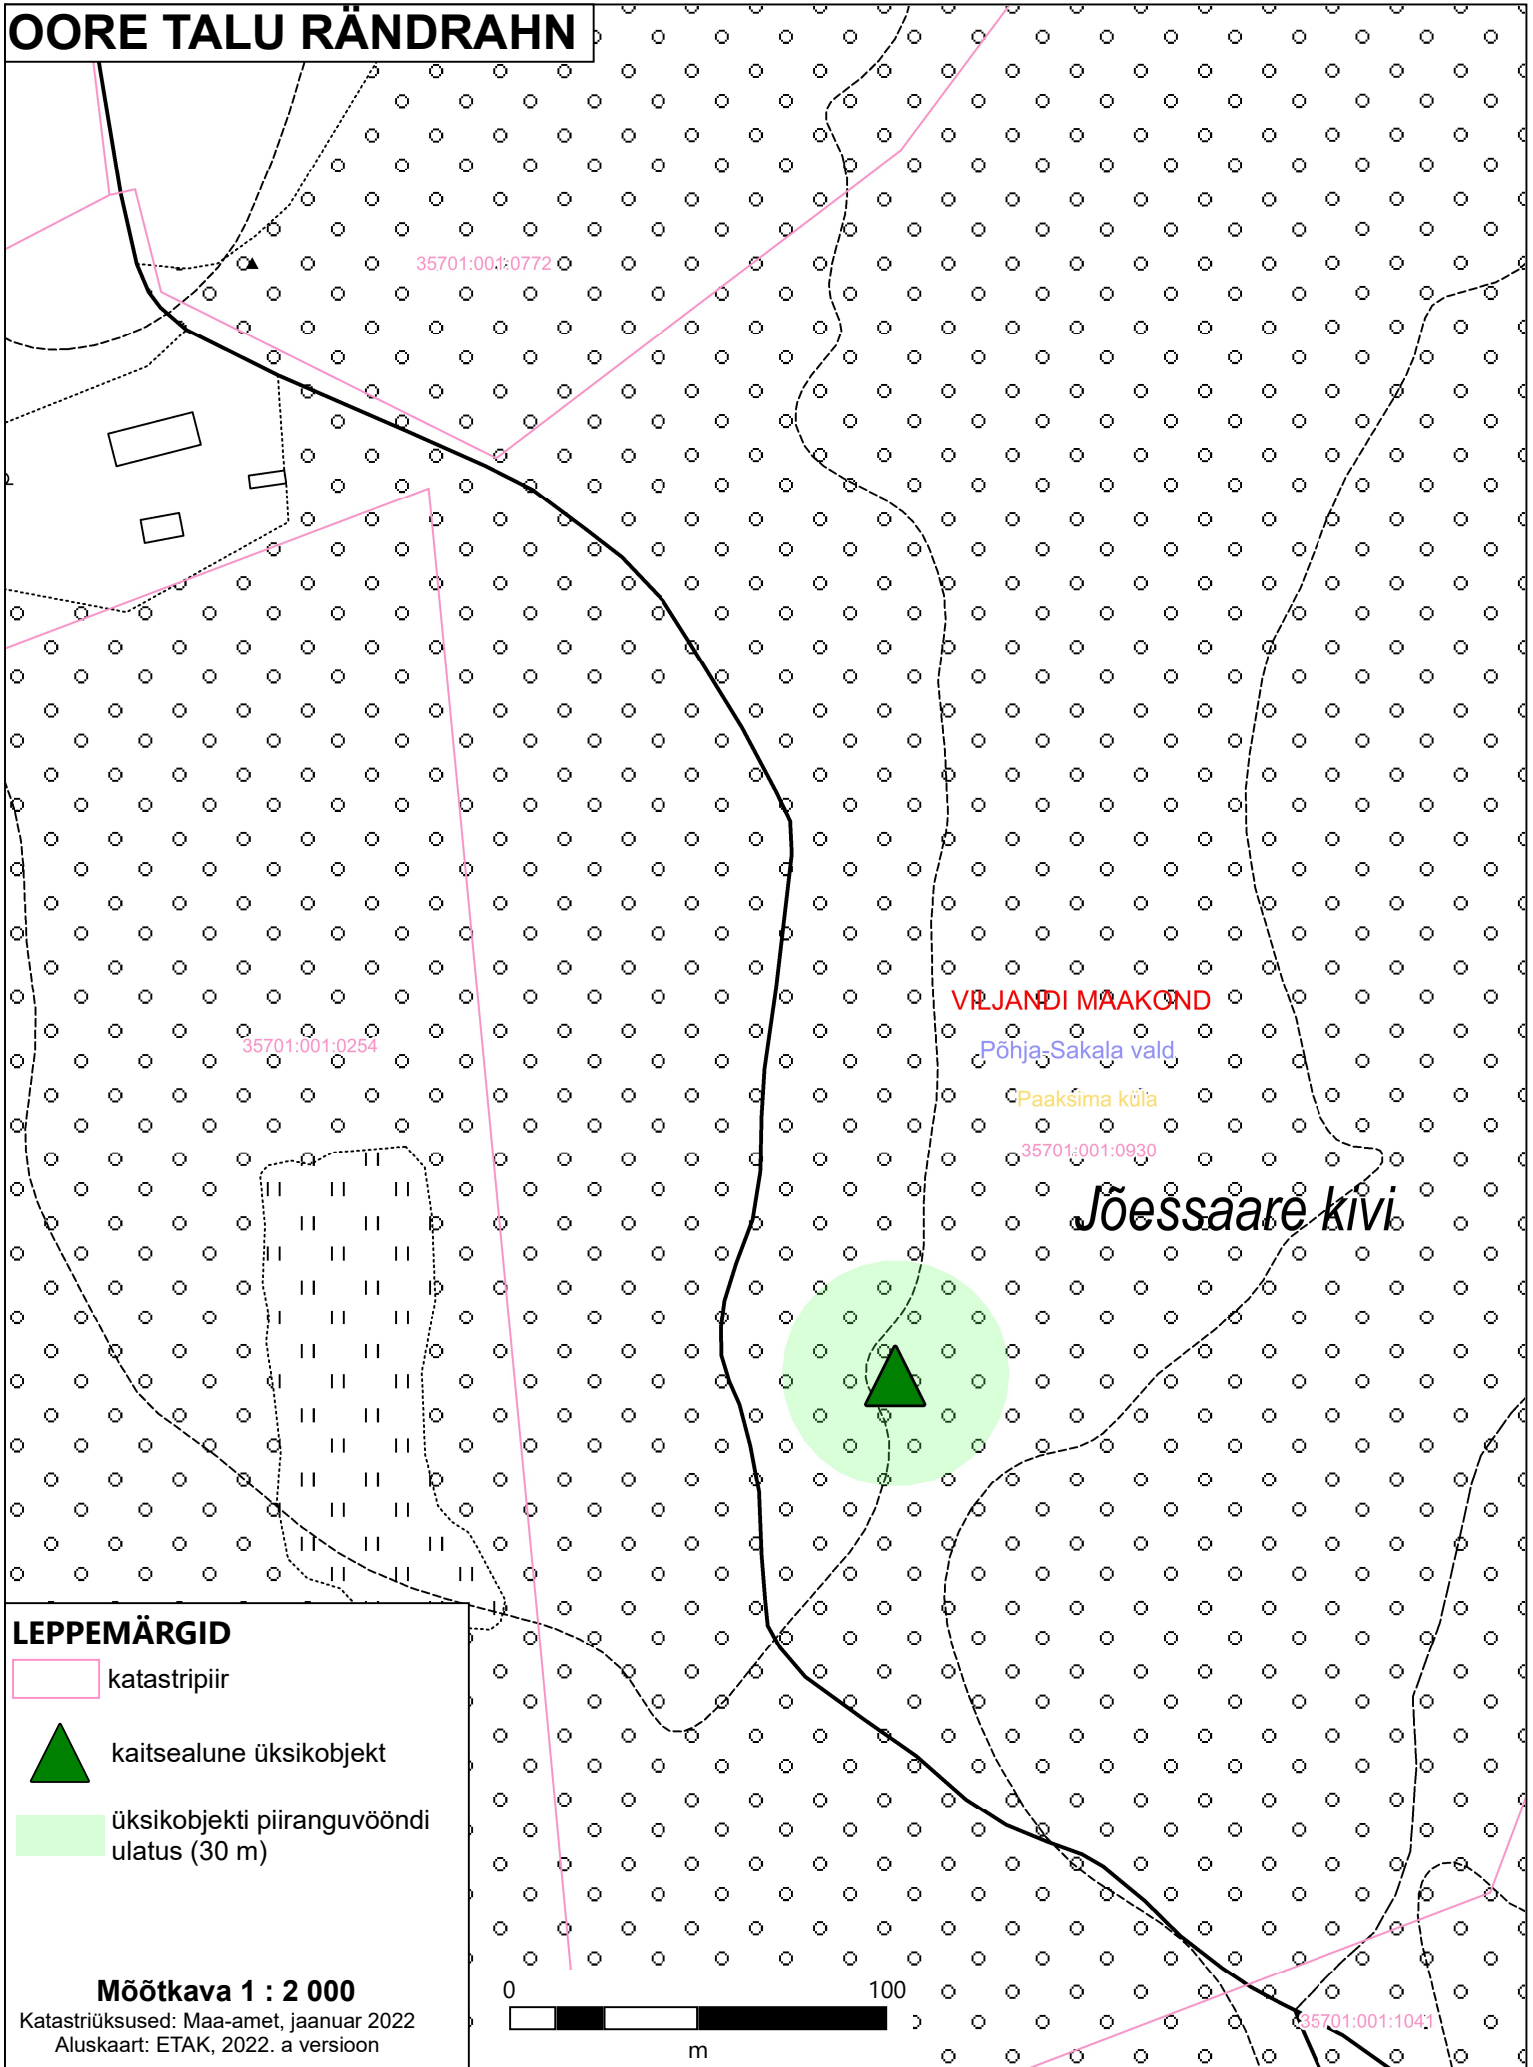 OORE TALU RÄNDRAHN
35701:001:0772
35701:001:0254
VILJANDI MAAKOND
Põhja-Sakala vald
Paaksima küla
35701:001:0930
Jõessaare kivi
LEPPEMÄRGID
katastripiir
kaitsealune üksikobjekt
üksikobjekti piiranguvööndi
ulatus (30 m)
Mõõtkava 1 : 2 000
Katastriüksused: Maa-amet, jaanuar 2022
Aluskaart: ETAK, 2022. a versioon
0 100
m
35701:001:1041